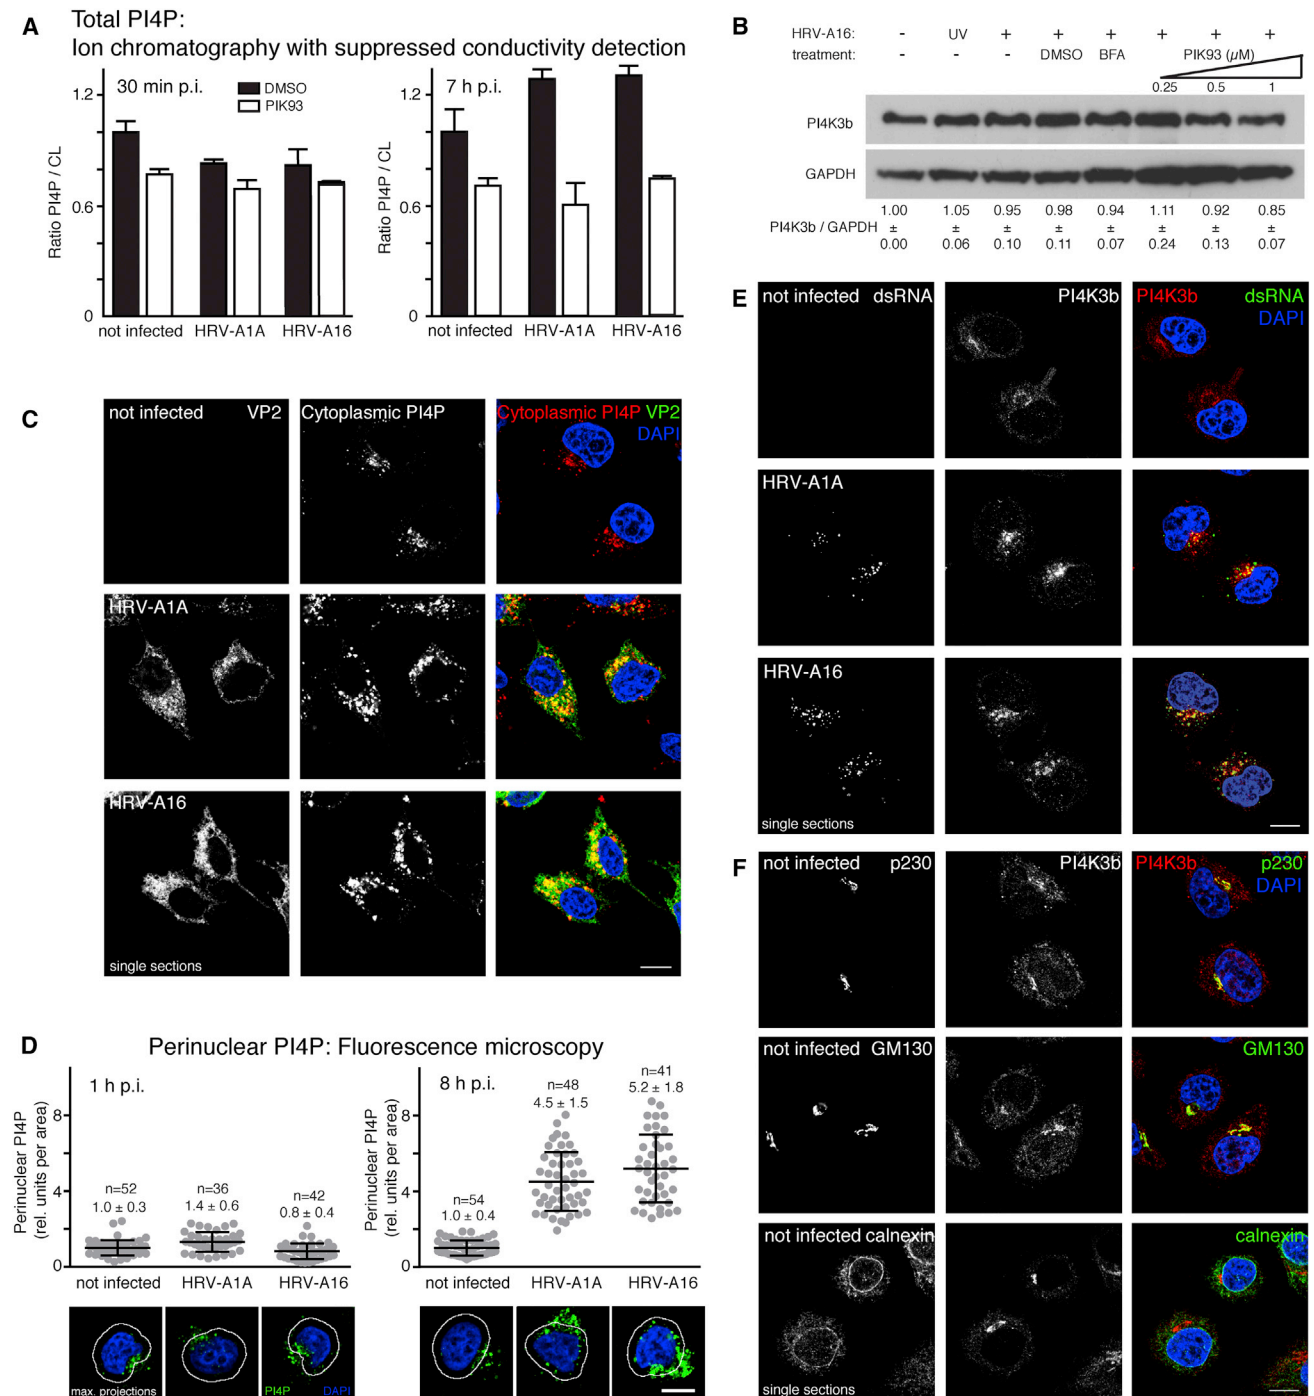 A
Total PI4P:
Ion chromatography with suppressed conductivity detection
30 min p.i.
DMSO
PIK93
7 h p.i.
1.2
0.6
0
Ratio PI4P / CL
not infected HRV-A1A HRV-A16
1.2
0.6
0
Ratio PI4P / CL
not infected HRV-A1A HRV-A16
B
HRV-A16: - UV + + + + + +
treatment: - - - DMSO BFA PIK93 (µM)
0.25 0.5 1
PI4K3b
GAPDH
PI4K3b / GAPDH
1.00 1.05 0.95 0.98 0.94 1.11 0.92 0.85
± ± ± ± ± ± ± ±
0.00 0.06 0.10 0.11 0.07 0.24 0.13 0.07
C
not infected VP2 Cytoplasmic PI4P Cytoplasmic PI4P VP2
DAPI
HRV-A1A
HRV-A16
single sections
D
Perinuclear PI4P: Fluorescence microscopy
1 h p.i.
Perinuclear PI4P
(rel. units per area)
8
4
0
n=52 n=36 n=42
1.0 ± 0.3 1.4 ± 0.6 0.8 ± 0.4
not infected HRV-A1A HRV-A16
8 h p.i.
Perinuclear PI4P
(rel. units per area)
8
4
0
n=54 n=48 n=41
1.0 ± 0.4 4.5 ± 1.5 5.2 ± 1.8
not infected HRV-A1A HRV-A16
max. projections PI4P DAPI
E
not infected dsRNA PI4K3b PI4K3b dsRNA
DAPI
HRV-A1A
HRV-A16
single sections
F
not infected p230 PI4K3b PI4K3b p230
DAPI
not infected GM130 GM130
not infected calnexin calnexin
single sections